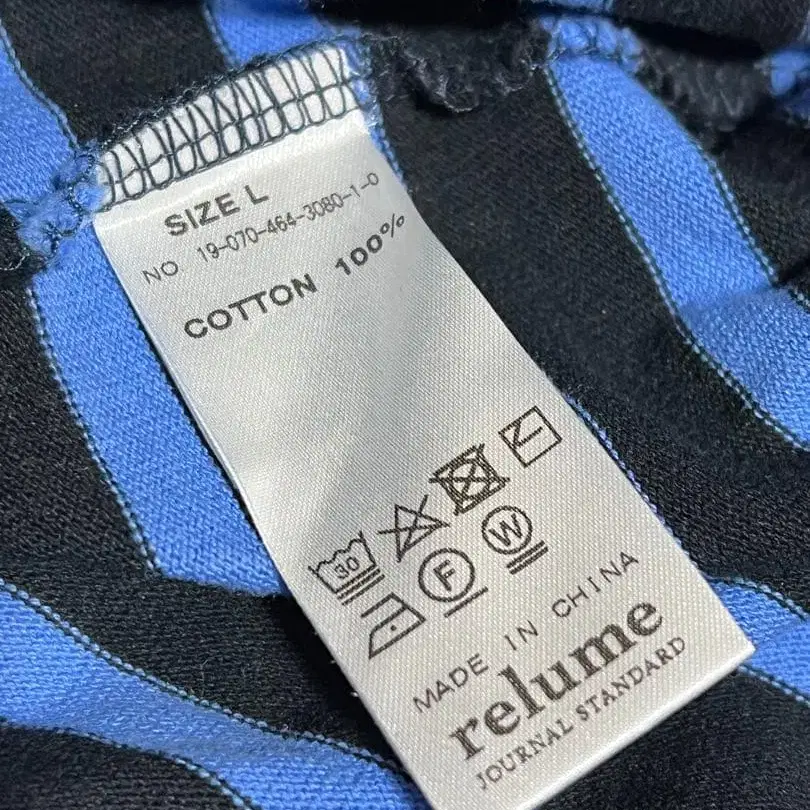 SIZE L
NO. 19-070-464-3080-1-0
COTTON 100%
30
F
W
MADE IN CHINA
relume
JOURNAL STANDARD